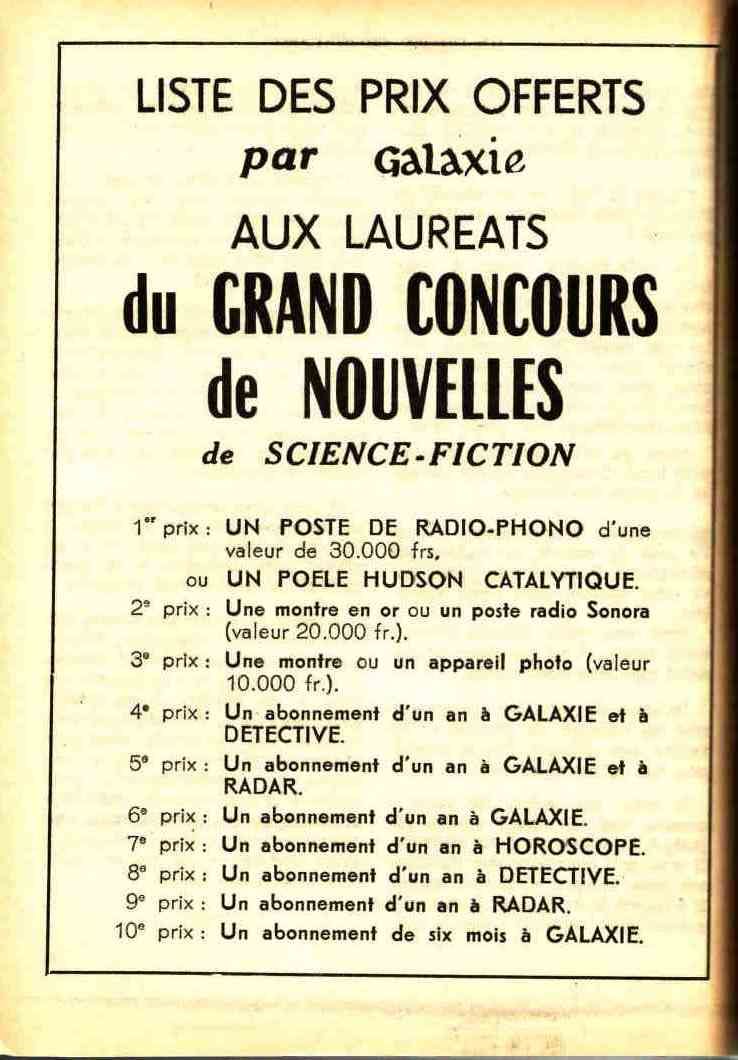 LISTE DES PRIX OFFERTS
par Galaxie
AUX LAUREATS
du GRAND CONCOURS
de NOUVELLES
de SCIENCE-FICTION
1er prix : UN POSTE DE RADIO-PHONO d'une
valeur de 30.000 frs,
ou UN POELE HUDSON CATALYTIQUE.
2e prix : Une montre en or ou un poste radio Sonora
(valeur 20.000 fr.).
3e prix : Une montre ou un appareil photo (valeur
10.000 fr.).
4e prix : Un abonnement d'un an à GALAXIE et à
DETECTIVE.
5e prix : Un abonnement d'un an à GALAXIE et à
RADAR.
6e prix : Un abonnement d'un an à GALAXIE.
7e prix : Un abonnement d'un an à HOROSCOPE.
8e prix : Un abonnement d'un an à DETECTIVE.
9e prix : Un abonnement d'un an à RADAR.
10e prix : Un abonnement de six mois à GALAXIE.